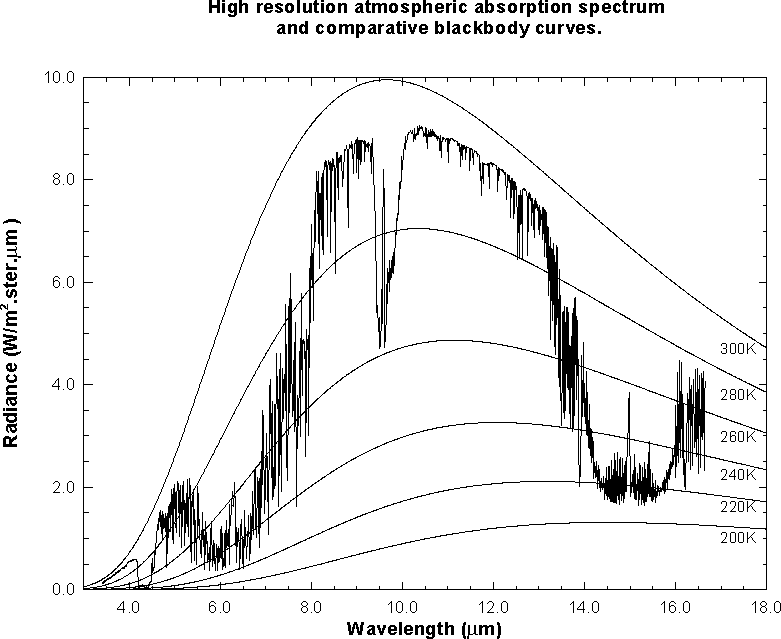 High resolution atmospheric absorption spectrum
and comparative blackbody curves.
10.0
8.0
6.0
4.0
2.0
0.0
Radiance (W/m².ster.μm)
300K
280K
260K
240K
220K
200K
4.0 6.0 8.0 10.0 12.0 14.0 16.0 18.0
Wavelength (μm)